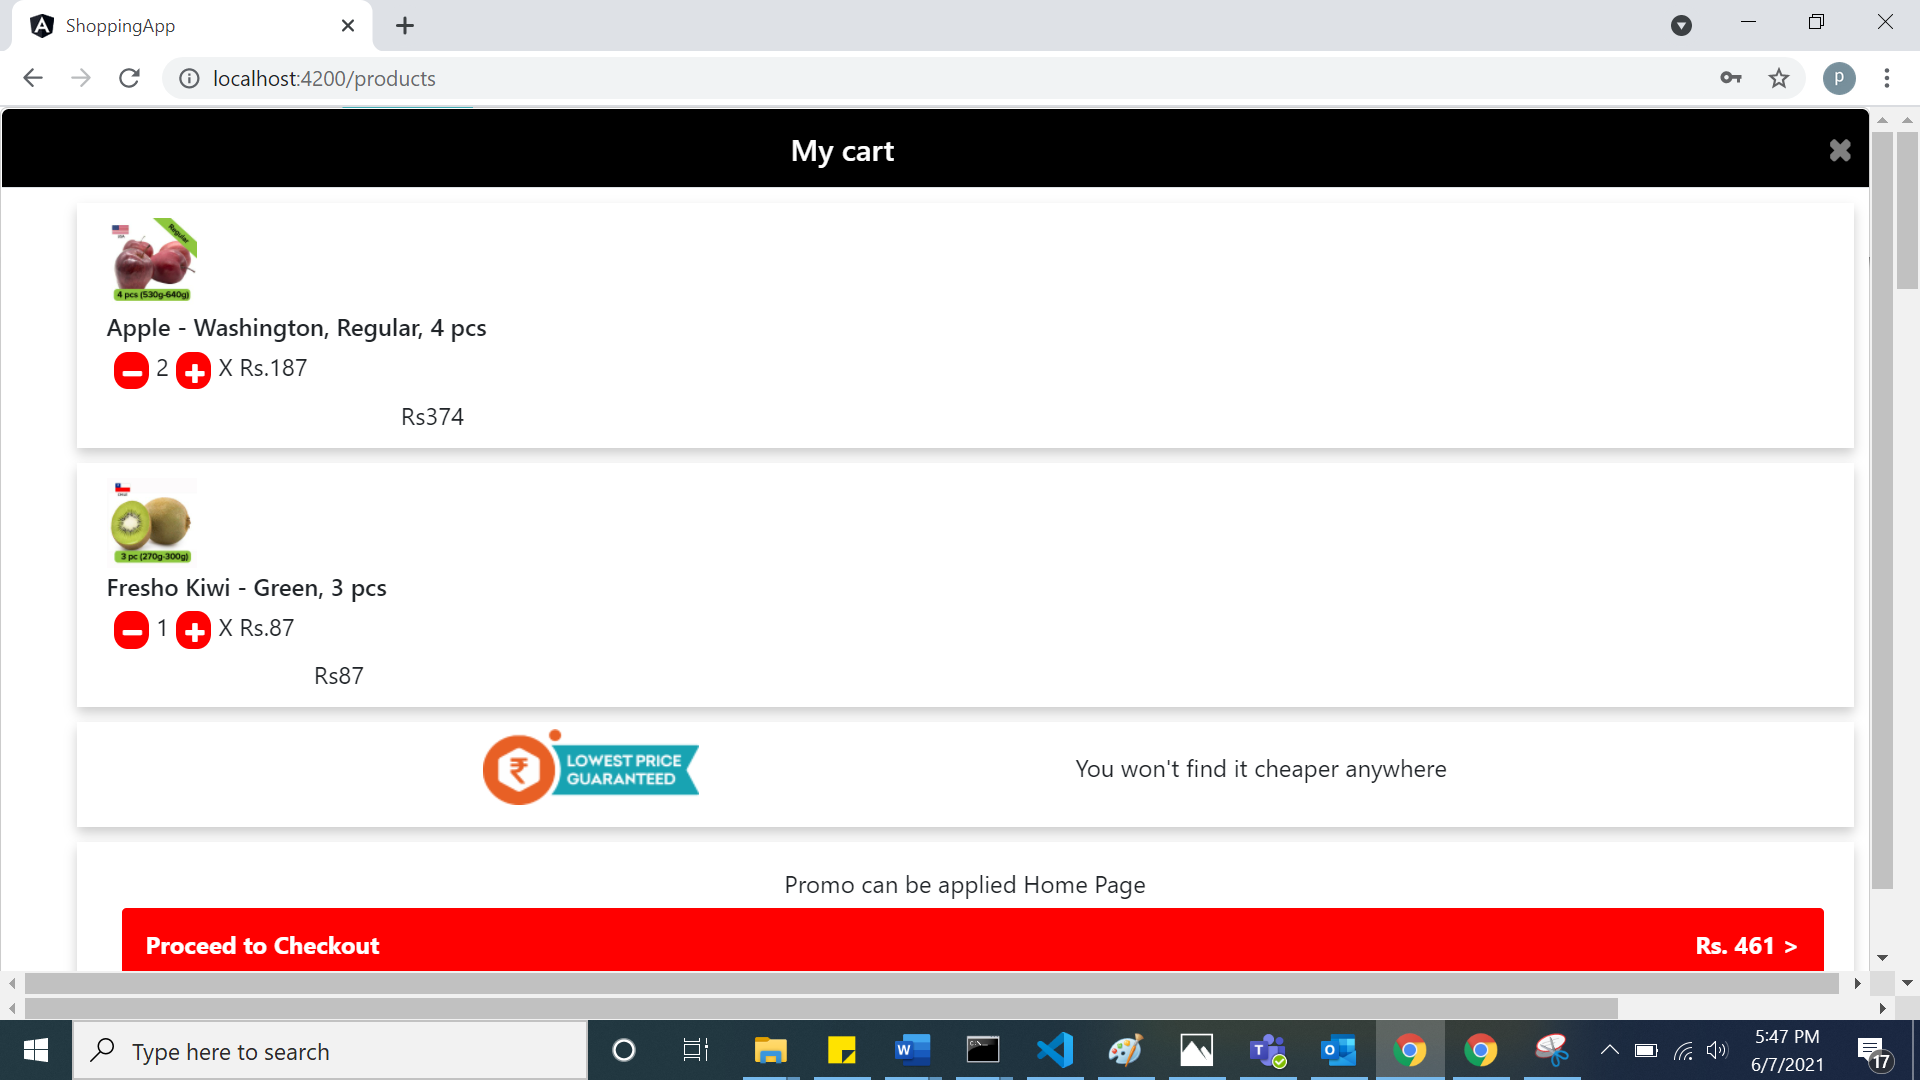 ShoppingApp
localhost:4200/products
P
My cart
Regular
4 pcs (530g-640g)
Apple - Washington, Regular, 4 pcs
2 X Rs.187
Rs374
3 pc (270g-300g)
Fresho Kiwi - Green, 3 pcs
1 X Rs.87
Rs87
LOWEST PRICE
GUARANTEED
You won't find it cheaper anywhere
Promo can be applied Home Page
Proceed to Checkout
Rs. 461 >
Type here to search
5:47 PM
6/7/2021
17